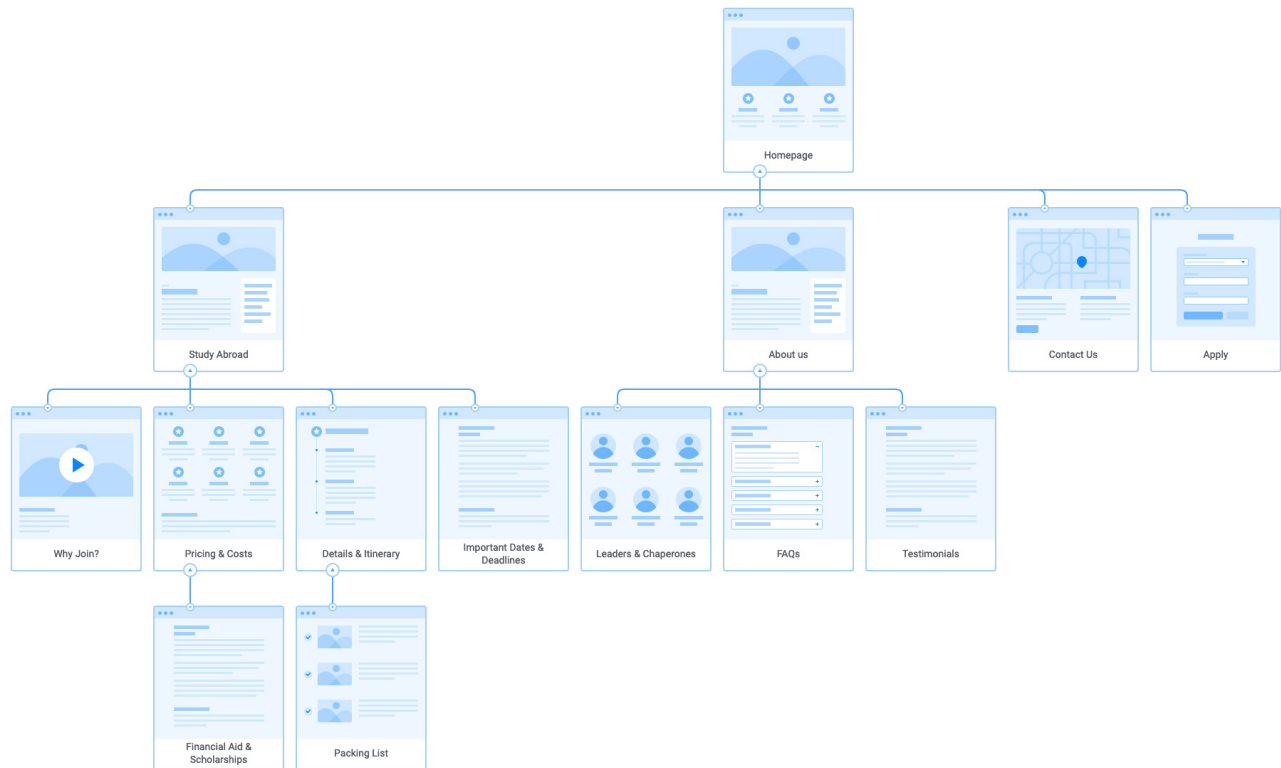 Homepage
Study Abroad
About us
Contact Us
Apply
Why Join?
Pricing & Costs
Details & Itinerary
Important Dates &
Deadlines
Leaders & Chaperones
FAQs
Testimonials
Financial Aid &
Scholarships
Packing List